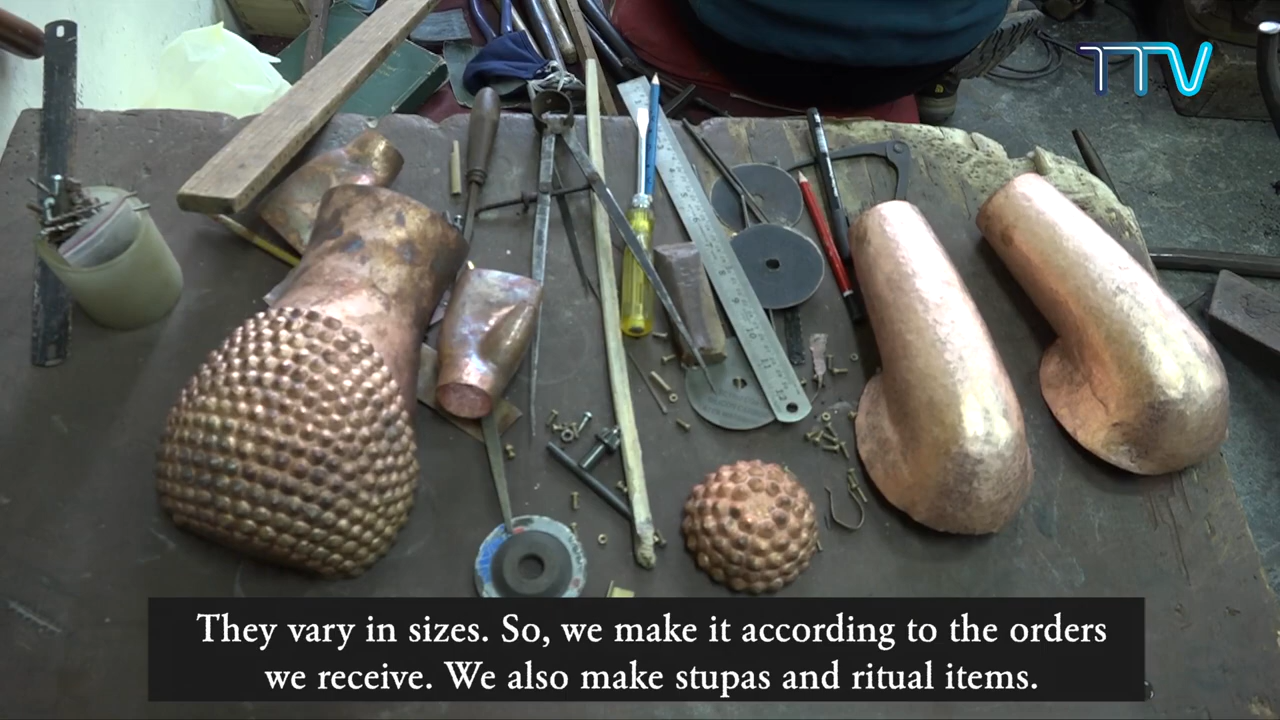 TTV
They vary in sizes. So, we make it according to the orders
we receive. We also make stupas and ritual items.